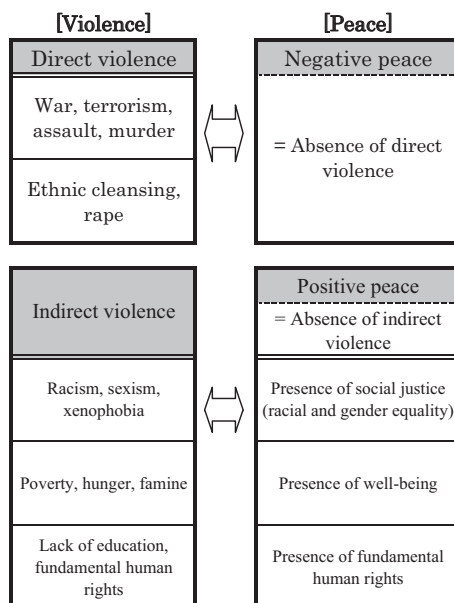 [Violence]
[Peace]
Direct violence
War, terrorism,
assault, murder
Ethnic cleansing,
rape
Negative peace
= Absence of direct
violence
Indirect violence
Racism, sexism,
xenophobia
Poverty, hunger, famine
Lack of education,
fundamental human
rights
Positive peace
= Absence of indirect
violence
Presence of social justice
(racial and gender equality)
Presence of well-being
Presence of fundamental
human rights